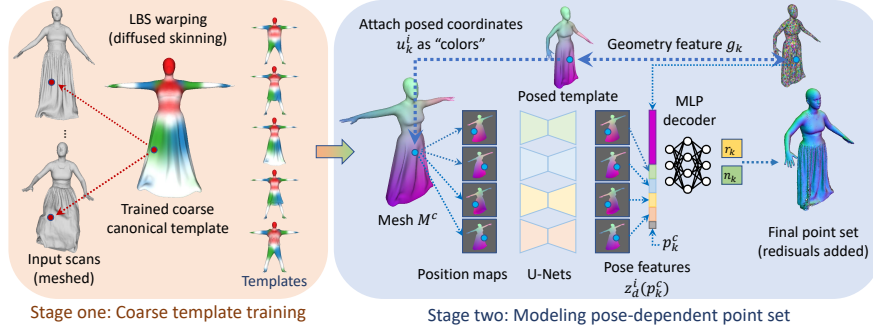 LBS warping
(diffused skinning)
Input scans
(meshed)
Trained coarse
canonical template
Templates
Stage one: Coarse template training
Attach posed coordinates
u_k^i as “colors”
Geometry feature g_k
Posed template
MLP
decoder
Mesh M^c
r_k
n_k
p_k^c
Position maps
U-Nets
Pose features
z_d^i(p_k^c)
Final point set
(redisuals added)
Stage two: Modeling pose-dependent point set